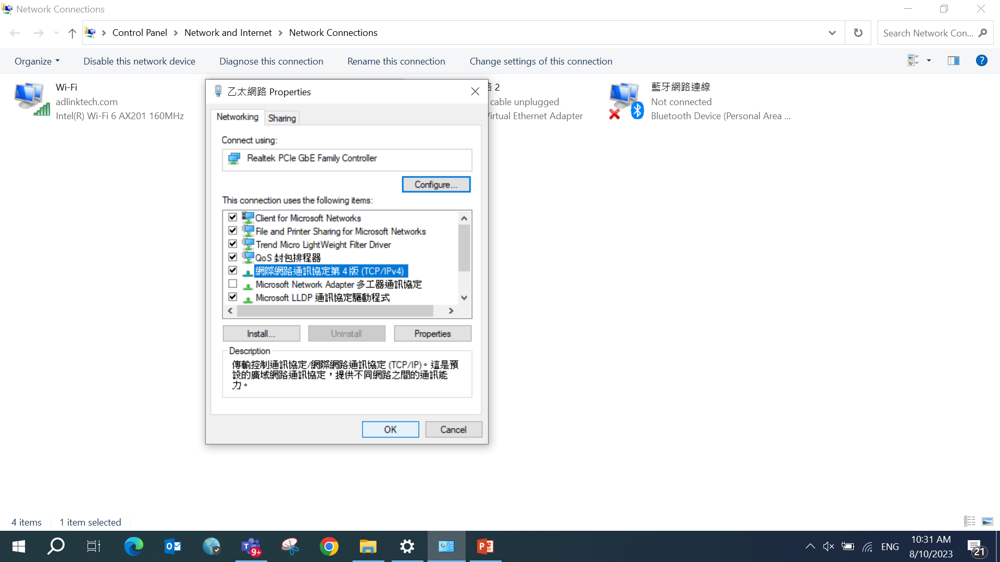 Network Connections
Control Panel > Network and Internet > Network Connections
Search Network Con...
Organize
Disable this network device
Diagnose this connection
Rename this connection
Change settings of this connection
Wi-Fi
adlinktech.com
Intel(R) Wi-Fi 6 AX201 160MHz
2
cable unplugged
Virtual Ethernet Adapter
藍牙網路連線
Not connected
Bluetooth Device (Personal Area ...
乙太網路 Properties
Networking
Sharing
Connect using:
Realtek PCIe GbE Family Controller
Configure...
This connection uses the following items:
Client for Microsoft Networks
File and Printer Sharing for Microsoft Networks
Trend Micro LightWeight Filter Driver
QoS 封包排程器
網際網路通訊協定第 4 版 (TCP/IPv4)
Microsoft Network Adapter 多工器通訊協定
Microsoft LLDP 通訊協定驅動程式
Install...
Uninstall
Properties
Description
傳輸控制通訊協定/網際網路通訊協定 (TCP/IP)。這是預
設的廣域網路通訊協定，提供不同網路之間的通訊能
力。
OK
Cancel
4 items
1 item selected
9+
ENG
10:31 AM
8/10/2023
21